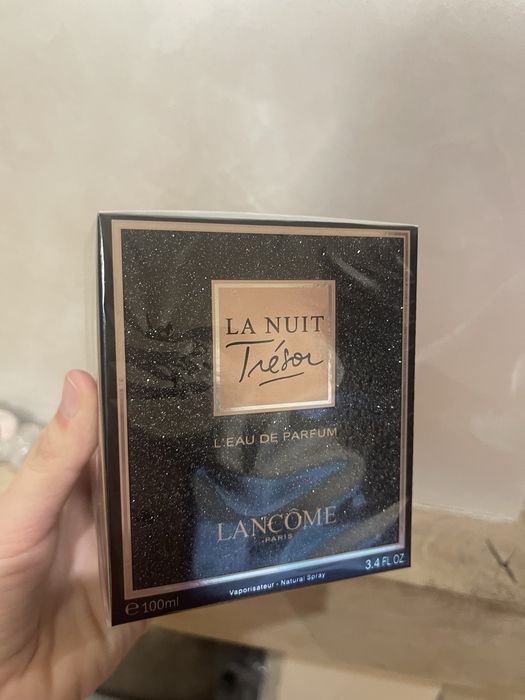 LA NUIT
Trésor
L'EAU DE PARFUM
LANCÔME
PARIS
Vaporisateur - Natural Spray
℮ 100ml
3.4 FL OZ